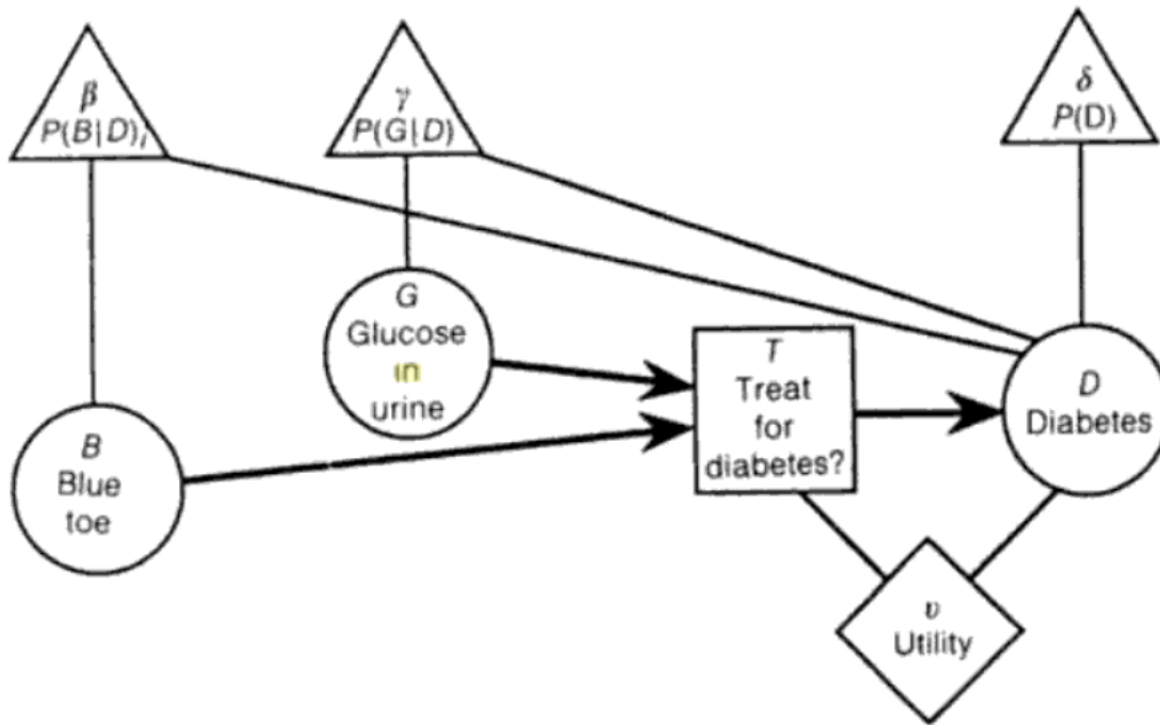 β
P(B|D),
γ
P(G|D)
δ
P(D)
G
Glucose
in
urine
B
Blue
toe
T
Treat
for
diabetes?
D
Diabetes
υ
Utility